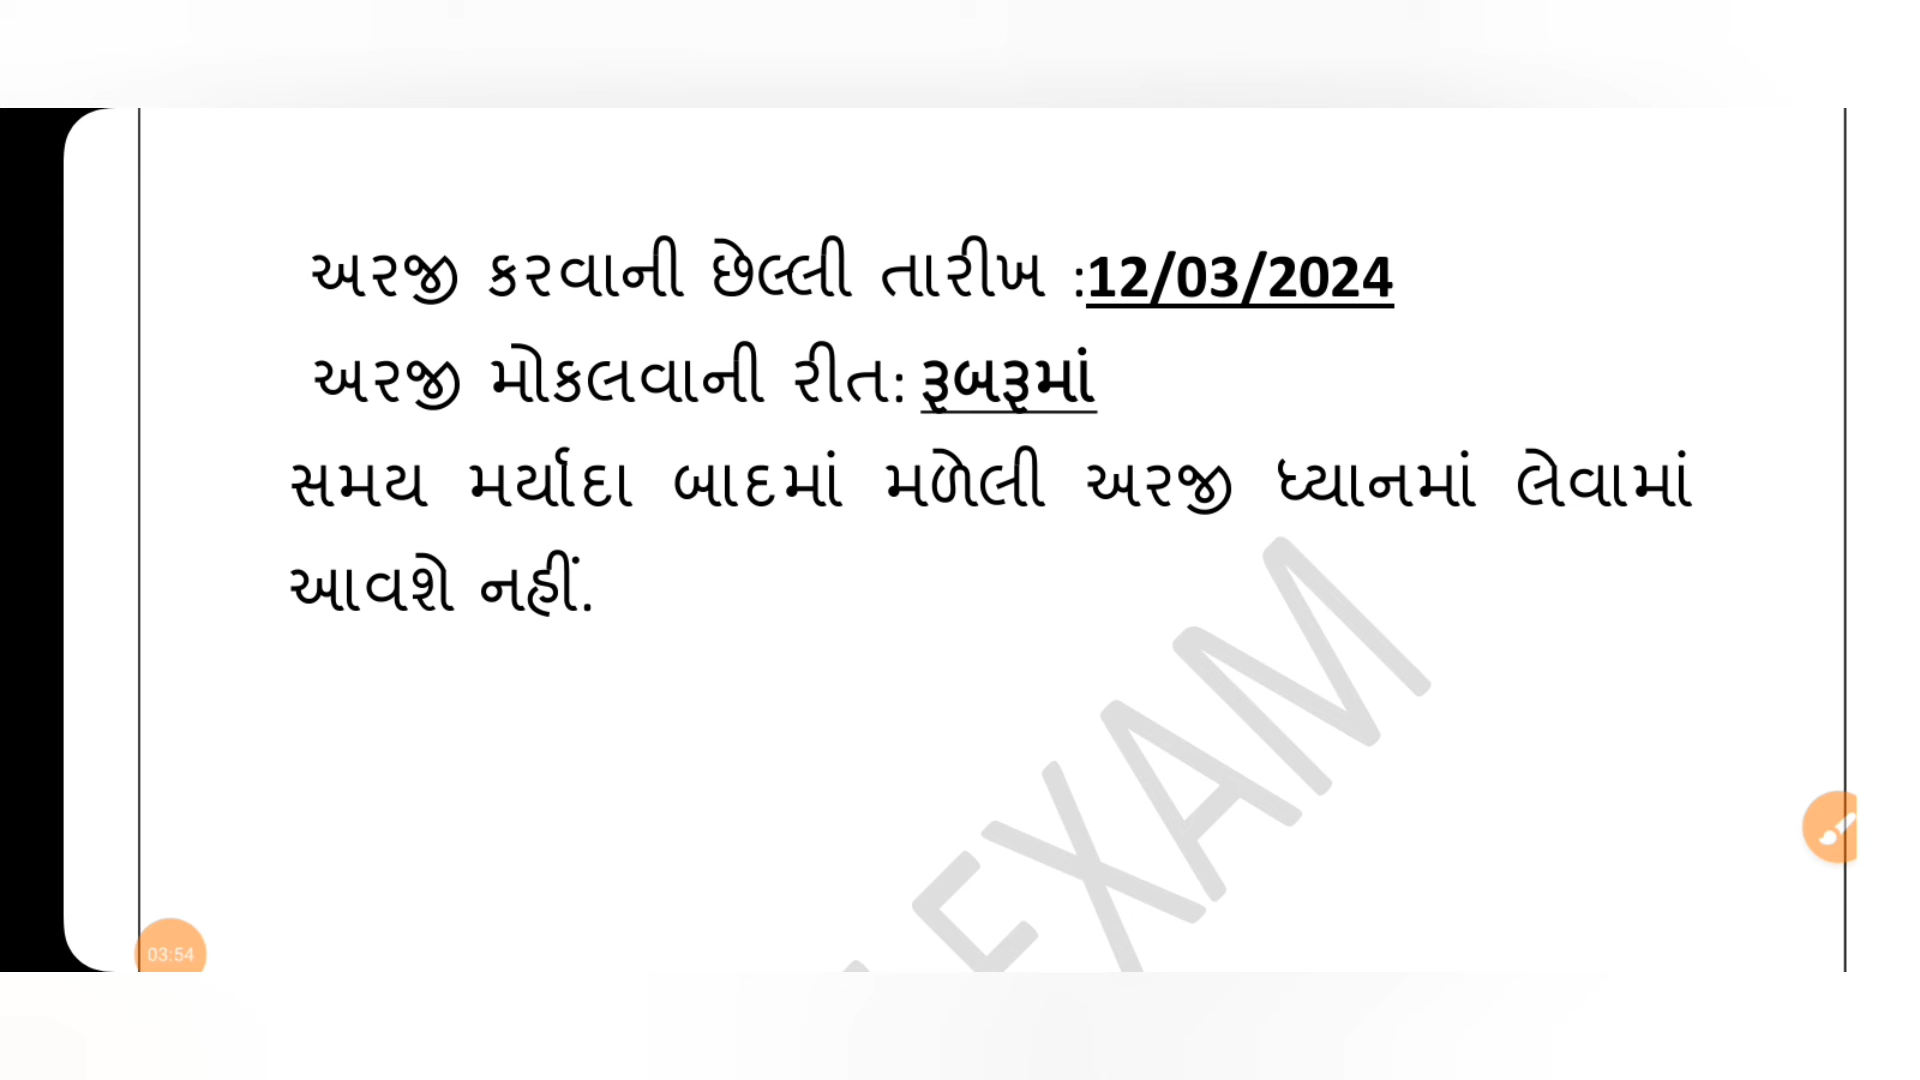 અરજી કરવાની છેલ્લી તારીખ :12/03/2024
અરજી મોકલવાની રીત: રૂબરૂમાં
સમય મર્યાદા બાદમાં મળેલી અરજી ધ્યાનમાં લેવામાં
આવશે નહીં.
EXAM
03:54